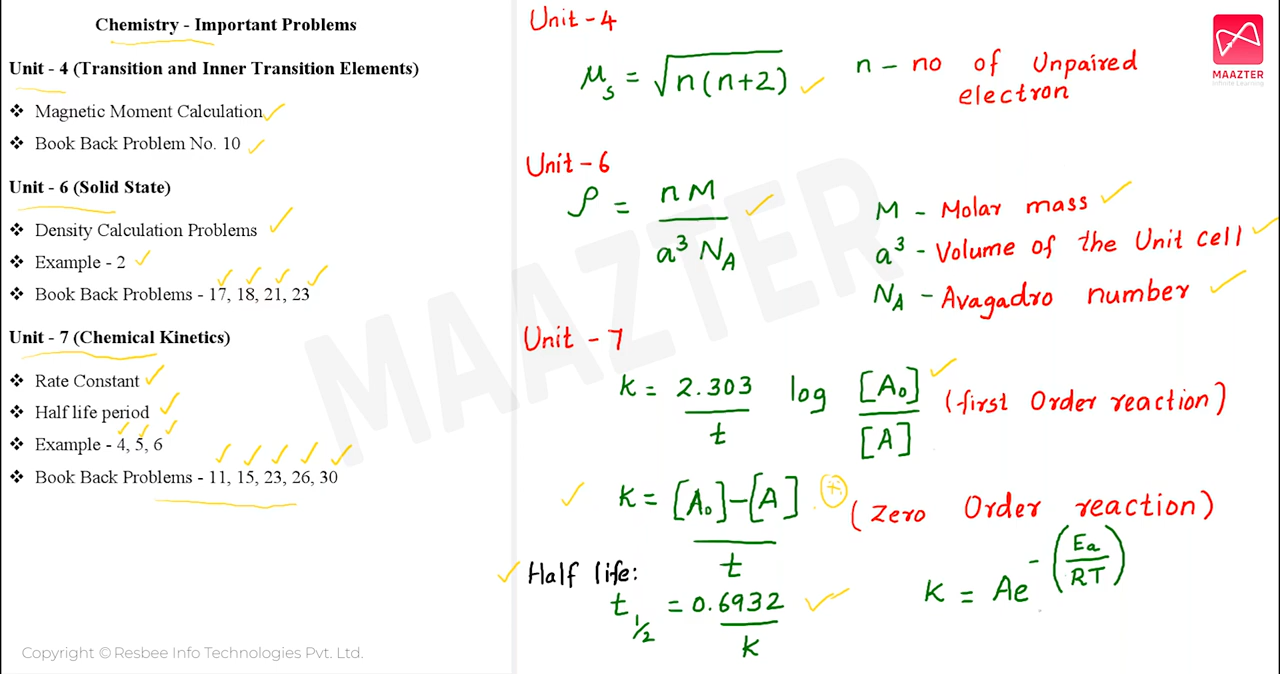 Chemistry - Important Problems
Unit - 4 (Transition and Inner Transition Elements)
❖ Magnetic Moment Calculation
❖ Book Back Problem No. 10
Unit - 6 (Solid State)
❖ Density Calculation Problems
❖ Example - 2
❖ Book Back Problems - 17, 18, 21, 23
Unit - 7 (Chemical Kinetics)
❖ Rate Constant
❖ Half life period
❖ Example - 4, 5, 6
❖ Book Back Problems - 11, 15, 23, 26, 30
Copyright © Resbee Info Technologies Pvt. Ltd.
Unit - 4
μs = √n(n+2)
n - no of Unpaired
electron
Unit - 6
ρ = nM / a³ NA
M - Molar mass
a³ - Volume of the Unit cell
NA - Avagadro number
Unit - 7
k = 2.303 / t log [A₀] / [A] (first Order reaction)
k = [A₀]-[A] / t (Zero Order reaction)
Half life:
t 1/2 = 0.6932 / k
k = Ae -(Ea / RT)
MAAZTER
Infinite Learning
MAAZTER